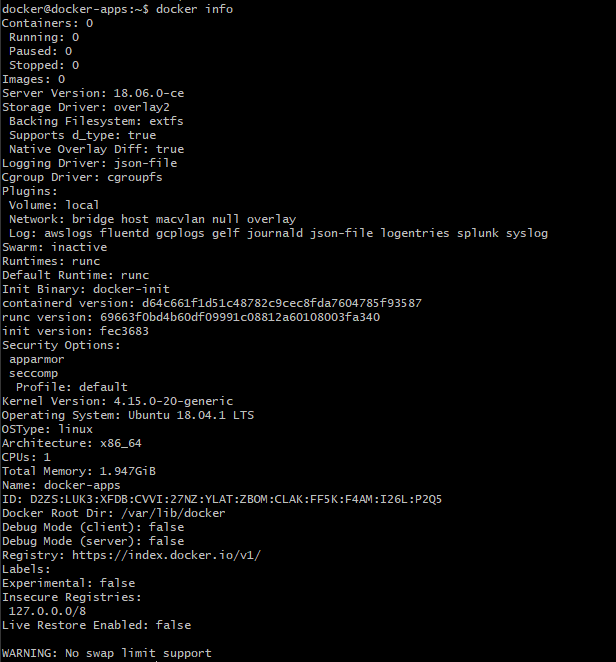 docker@docker-apps:~$ docker info
Containers: 0
 Running: 0
 Paused: 0
 Stopped: 0
Images: 0
Server Version: 18.06.0-ce
Storage Driver: overlay2
 Backing Filesystem: extfs
 Supports d_type: true
 Native Overlay Diff: true
Logging Driver: json-file
Cgroup Driver: cgroupfs
Plugins:
 Volume: local
 Network: bridge host macvlan null overlay
 Log: awslogs fluentd gcplogs gelf journald json-file logentries splunk syslog
Swarm: inactive
Runtimes: runc
Default Runtime: runc
Init Binary: docker-init
containerd version: d64c661f1d51c48782c9cec8fda7604785f93587
runc version: 69663f0bd4b60df09991c08812a60108003fa340
init version: fec3683
Security Options:
 apparmor
 seccomp
  Profile: default
Kernel Version: 4.15.0-20-generic
Operating System: Ubuntu 18.04.1 LTS
OSType: linux
Architecture: x86_64
CPUs: 1
Total Memory: 1.947GiB
Name: docker-apps
ID: D2ZS:LUK3:XFDB:CVVI:27NZ:YLAT:ZBOM:CLAK:FF5K:F4AM:I26L:P2Q5
Docker Root Dir: /var/lib/docker
Debug Mode (client): false
Debug Mode (server): false
Registry: https://index.docker.io/v1/
Labels:
Experimental: false
Insecure Registries:
 127.0.0.0/8
Live Restore Enabled: false

WARNING: No swap limit support